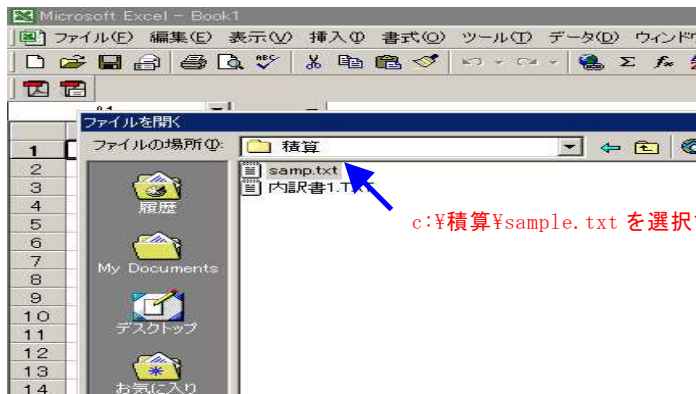 Microsoft Excel - Book1
ファイル(F) 編集(E) 表示(V) 挿入(I) 書式(O) ツール(T) データ(D) ウィンドウ
ABC
Σ fx
ファイルを開く
ファイルの場所(I): 積算
samp.txt
内訳書1.TXT
c:¥積算¥sample.txt を選択
履歴
My Documents
デスクトップ
お気に入り
1
2
3
4
5
6
7
8
9
10
11
12
13
14